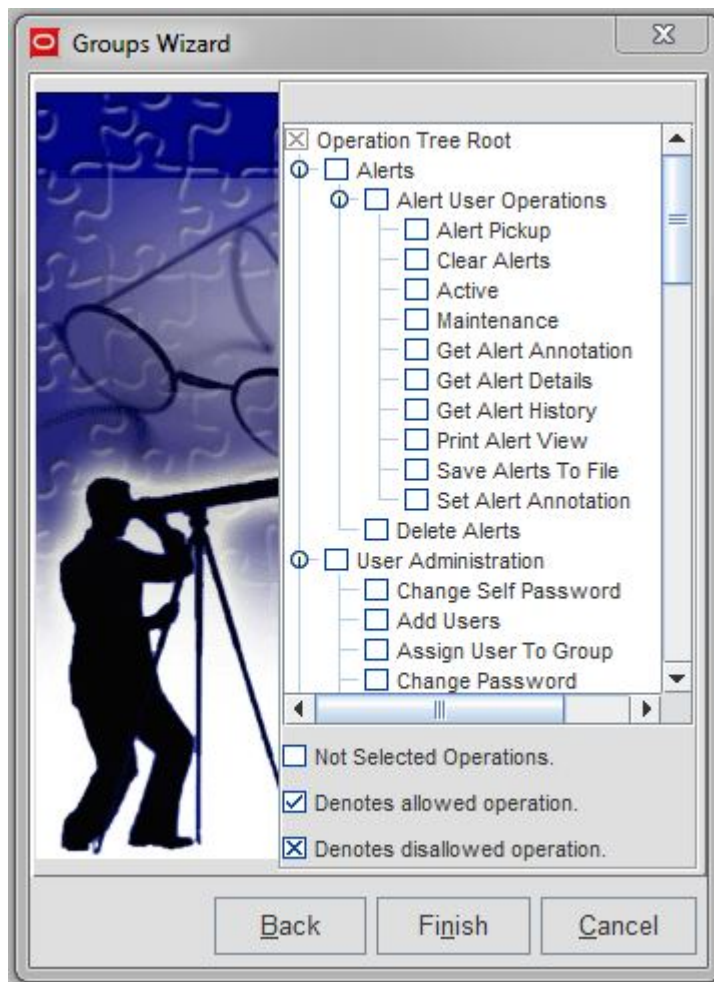 Groups Wizard
Operation Tree Root
Alerts
Alert User Operations
Alert Pickup
Clear Alerts
Active
Maintenance
Get Alert Annotation
Get Alert Details
Get Alert History
Print Alert View
Save Alerts To File
Set Alert Annotation
Delete Alerts
User Administration
Change Self Password
Add Users
Assign User To Group
Change Password
Not Selected Operations.
Denotes allowed operation.
Denotes disallowed operation.
Back Finish Cancel